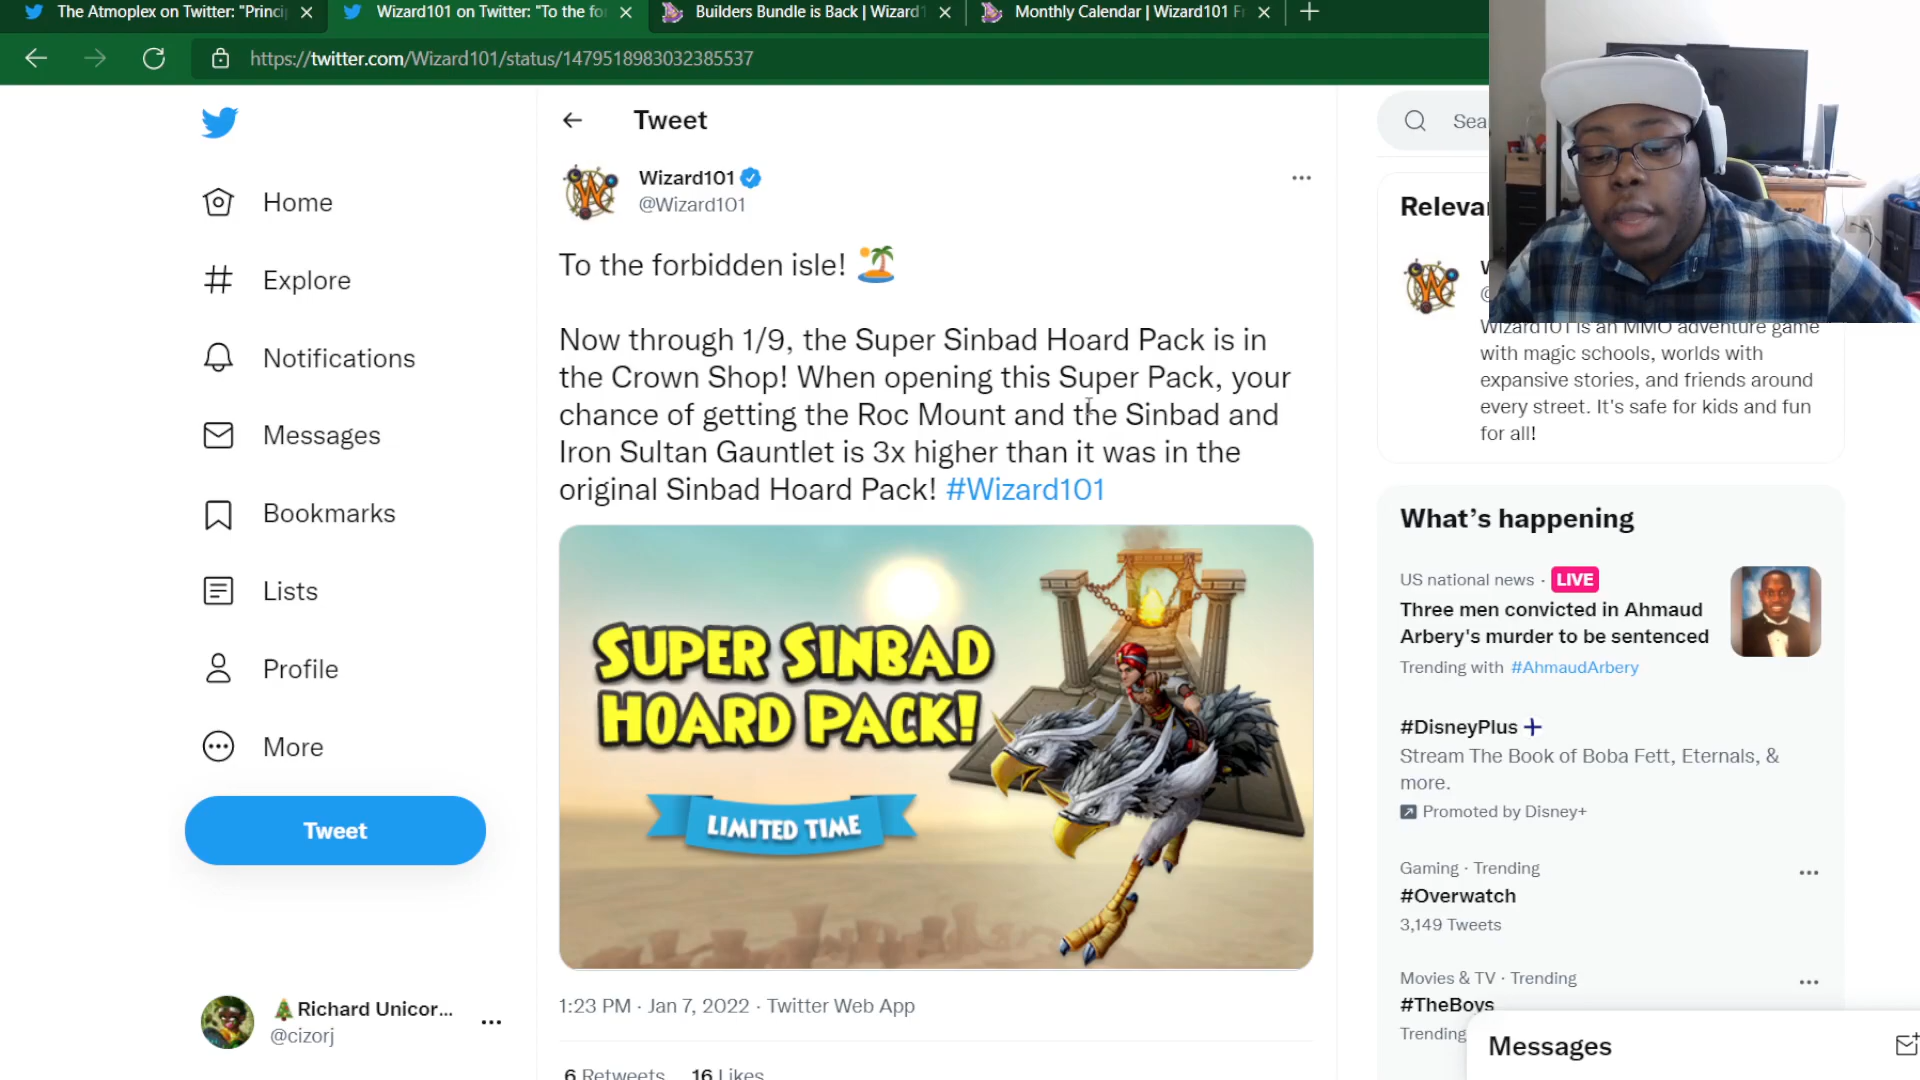 The Atmoplex on Twitter: "Princi
Wizard101 on Twitter: "To the fo
Builders Bundle is Back | Wizard1
Monthly Calendar | Wizard101 F
https://twitter.com/Wizard101/status/1479518983032385537
Home
Explore
Notifications
Messages
Bookmarks
Lists
Profile
More
Tweet
Richard Unicor...
@cizorj
Tweet
Wizard101
@Wizard101
To the forbidden isle!
Now through 1/9, the Super Sinbad Hoard Pack is in
the Crown Shop! When opening this Super Pack, your
chance of getting the Roc Mount and the Sinbad and
Iron Sultan Gauntlet is 3x higher than it was in the
original Sinbad Hoard Pack! #Wizard101
SUPER SINBAD
HOARD PACK!
LIMITED TIME
1:23 PM · Jan 7, 2022 · Twitter Web App
6 Retweets 16 Likes
Sea
Releva
Wizard101 is an MMO adventure game
with magic schools, worlds with
expansive stories, and friends around
every street. It's safe for kids and fun
for all!
What's happening
US national news · LIVE
Three men convicted in Ahmaud
Arbery's murder to be sentenced
Trending with #AhmaudArbery
#DisneyPlus
Stream The Book of Boba Fett, Eternals, &
more.
Promoted by Disney+
Gaming · Trending
#Overwatch
3,149 Tweets
Movies & TV · Trending
#TheBoys
Trending
Messages